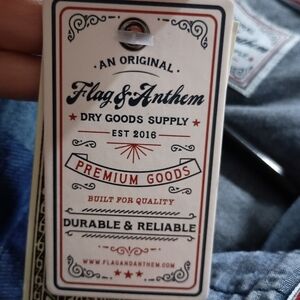 AN ORIGINAL
Flag & Anthem
DRY GOODS SUPPLY
EST 2016
PREMIUM GOODS
BUILT FOR QUALITY
DURABLE & RELIABLE
WWW.FLAGANDANTHEM.COM